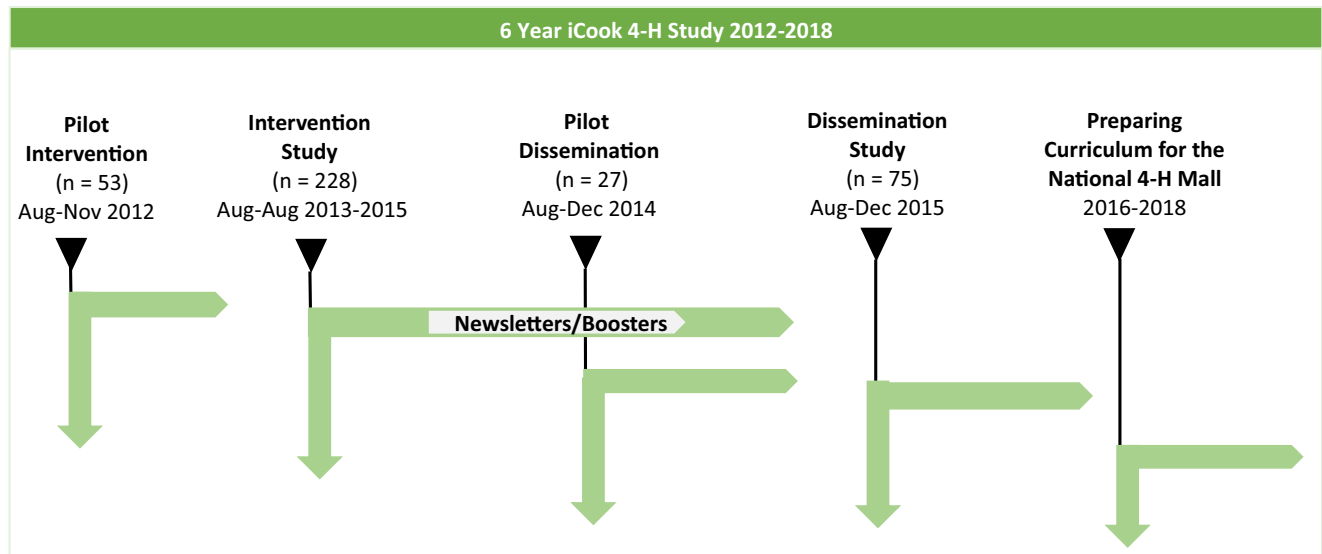 6 Year iCook 4-H Study 2012-2018
Pilot
Intervention
(n = 53)
Aug-Nov 2012
Intervention
Study
(n = 228)
Aug-Aug 2013-2015
Pilot
Dissemination
(n = 27)
Aug-Dec 2014
Dissemination
Study
(n = 75)
Aug-Dec 2015
Preparing
Curriculum for the
National 4-H Mall
2016-2018
Newsletters/Boosters